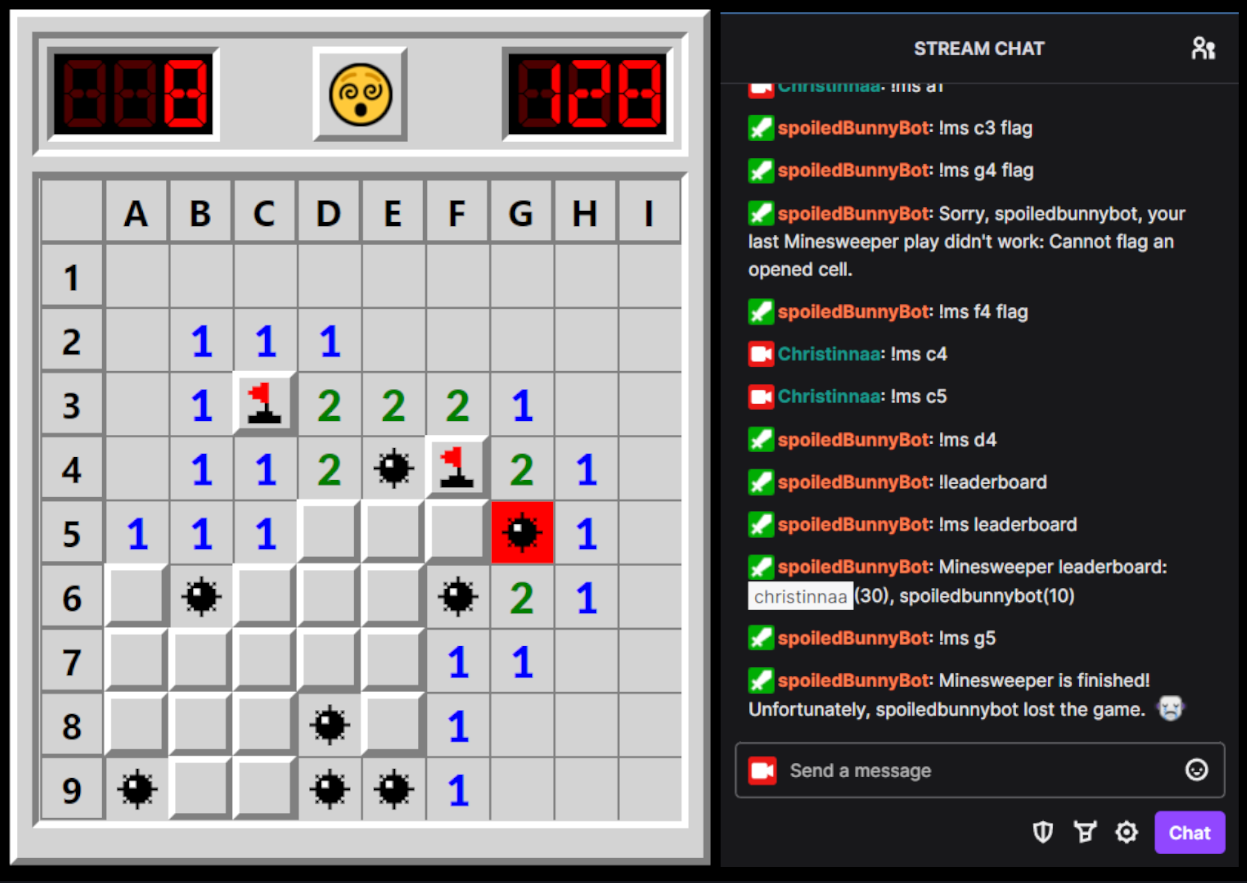 8
120
STREAM CHAT
A B C D E F G H I
1
2 1 1 1
3 1 2 2 2 1
4 1 1 2 2 1
5 1 1 1 1
6 2 1
7 1 1
8 1
9 1
Christinnaa: !ms a1
spoiledBunnyBot: !ms c3 flag
spoiledBunnyBot: !ms g4 flag
spoiledBunnyBot: Sorry, spoiledbunnybot, your
last Minesweeper play didn't work: Cannot flag an
opened cell.
spoiledBunnyBot: !ms f4 flag
Christinnaa: !ms c4
Christinnaa: !ms c5
spoiledBunnyBot: !ms d4
spoiledBunnyBot: !leaderboard
spoiledBunnyBot: !ms leaderboard
spoiledBunnyBot: Minesweeper leaderboard:
christinnaa (30), spoiledbunnybot(10)
spoiledBunnyBot: !ms g5
spoiledBunnyBot: Minesweeper is finished!
Unfortunately, spoiledbunnybot lost the game.
Send a message
Chat